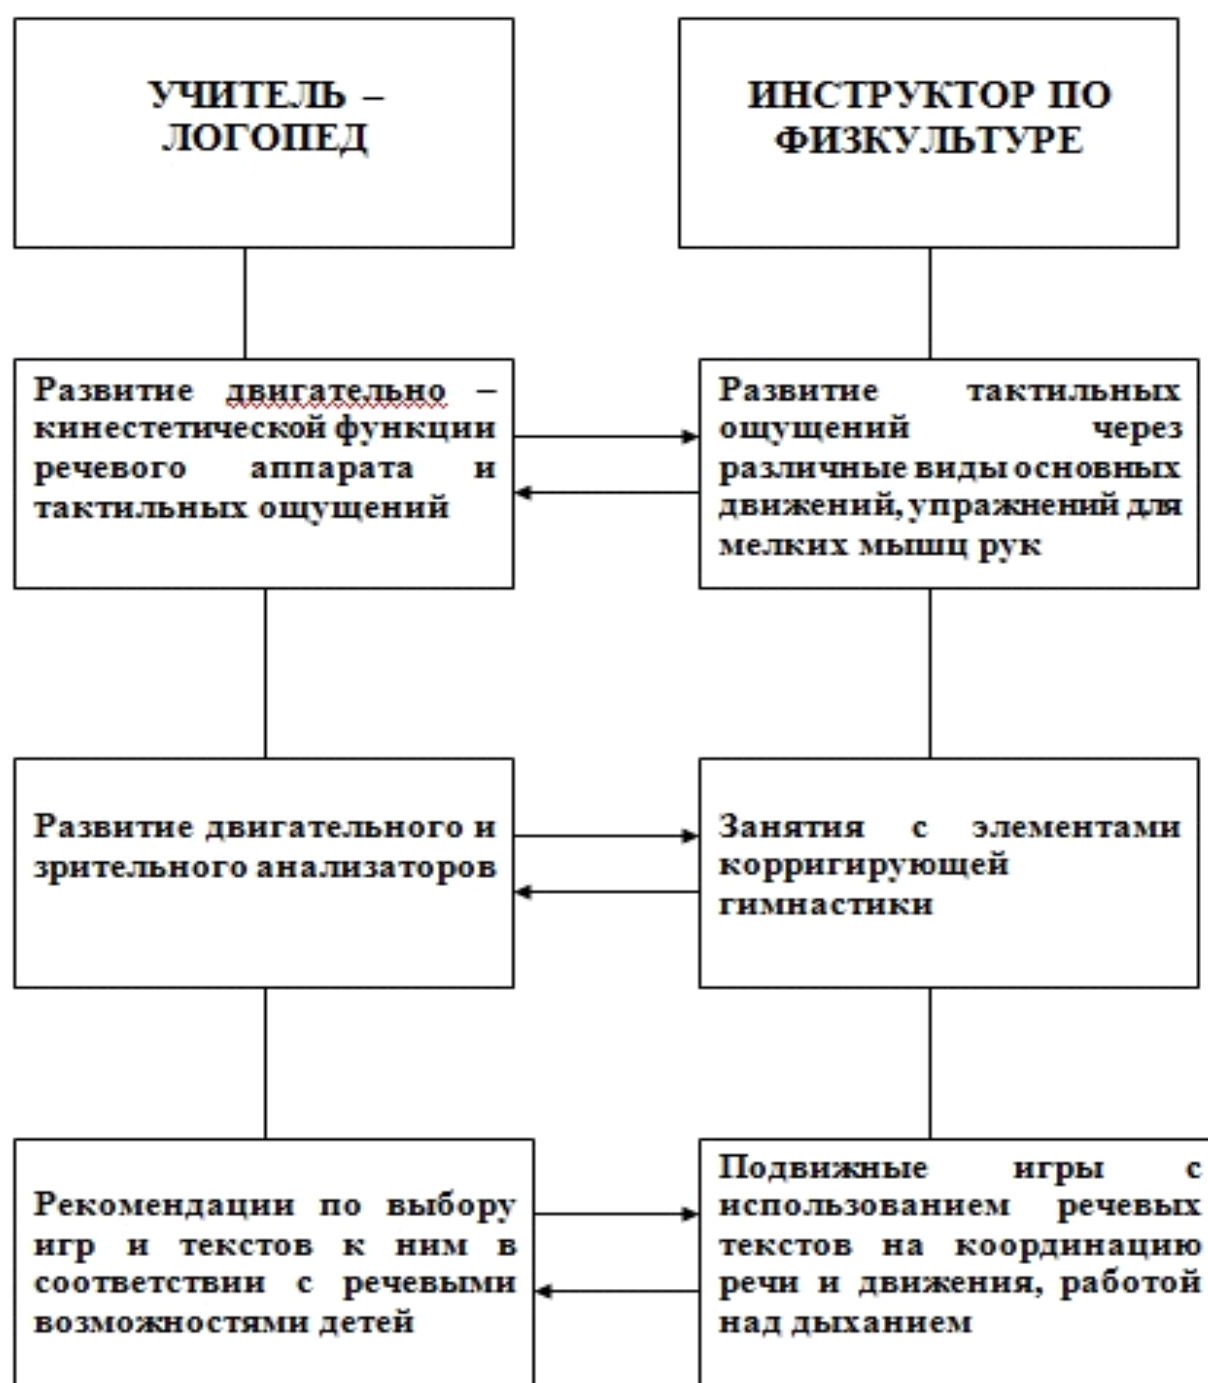 УЧИТЕЛЬ –
ЛОГОПЕД
ИНСТРУКТОР ПО
ФИЗКУЛЬТУРЕ
Развитие двигательно –
кинестетической функции
речевого аппарата и
тактильных ощущений
Развитие тактильных
ощущений через
различные виды основных
движений, упражнений для
мелких мышц рук
Развитие двигательного и
зрительного анализаторов
Занятия с элементами
корригирующей
гимнастики
Рекомендации по выбору
игр и текстов к ним в
соответствии с речевыми
возможностями детей
Подвижные игры с
использованием речевых
текстов на координацию
речи и движения, работой
над дыханием